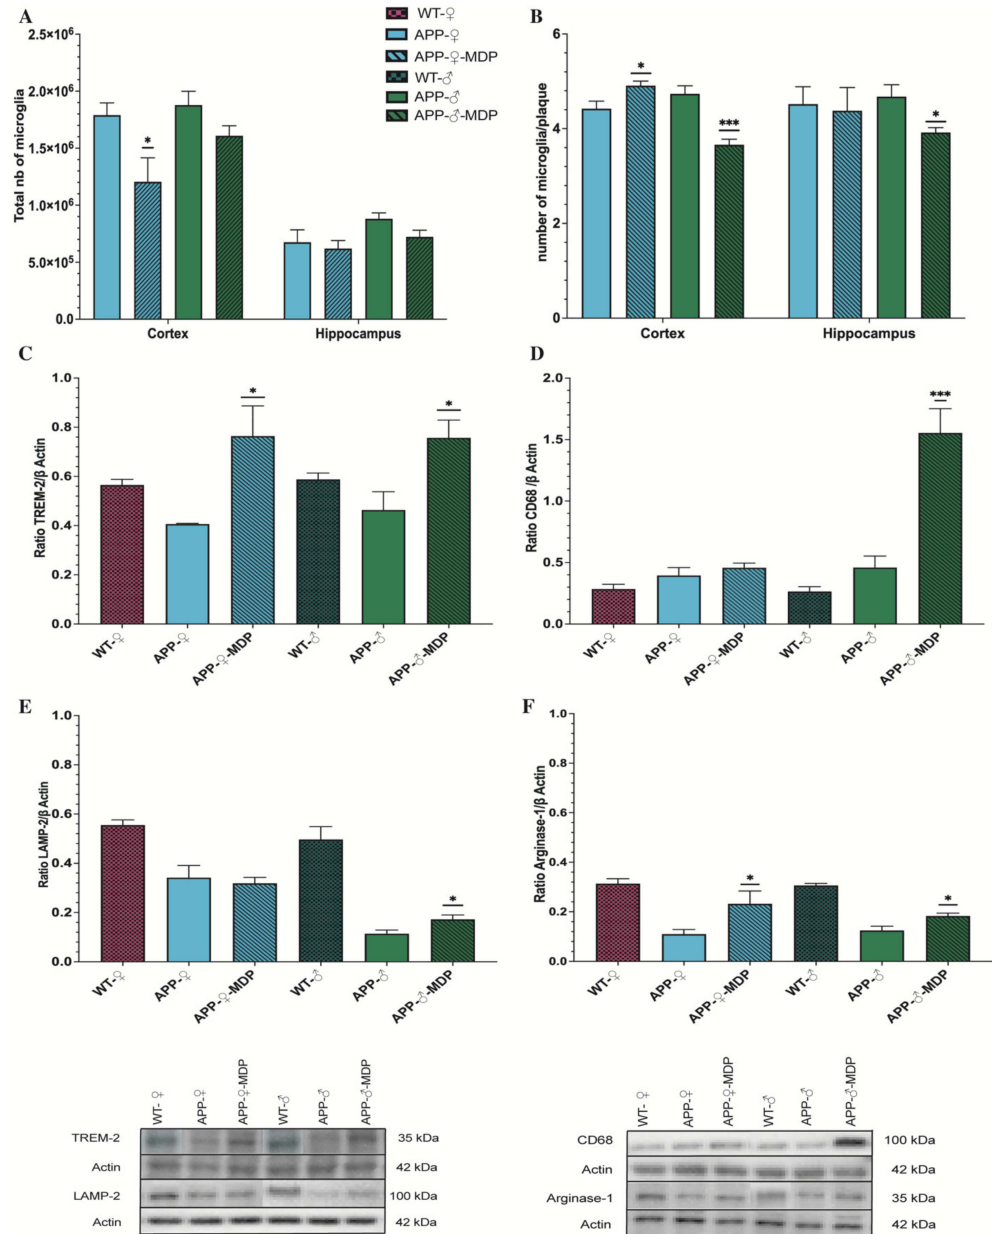 A
WT-♀
APP-♀
APP-♀-MDP
WT-♂
APP-♂
APP-♂-MDP
Total nb of microglia
2.5×10⁶
2.0×10⁶
1.5×10⁶
1.0×10⁶
5.0×10⁵
0.0
*
Cortex
Hippocampus
B
number of microglia/plaque
6
4
2
0
*
***
*
Cortex
Hippocampus
C
Ratio TREM-2/β Actin
1.0
0.8
0.6
0.4
0.2
0.0
*
*
WT-♀
APP-♀
APP-♀-MDP
WT-♂
APP-♂
APP-♂-MDP
D
Ratio CD68 /β Actin
2.0
1.5
1.0
0.5
0.0
***
WT-♀
APP-♀
APP-♀-MDP
WT-♂
APP-♂
APP-♂-MDP
E
Ratio LAMP-2/β Actin
1.0
0.8
0.6
0.4
0.2
0.0
*
WT-♀
APP-♀
APP-♀-MDP
WT-♂
APP-♂
APP-♂-MDP
F
Ratio Arginase-1/β Actin
1.0
0.8
0.6
0.4
0.2
0.0
*
*
WT-♀
APP-♀
APP-♀-MDP
WT-♂
APP-♂
APP-♂-MDP
WT- ♀
APP-♀
APP-♀-MDP
WT-♂
APP-♂
APP-♂-MDP
TREM-2 35 kDa
Actin 42 kDa
LAMP-2 100 kDa
Actin 42 kDa
WT- ♀
APP-♀
APP-♀-MDP
WT-♂
APP-♂
APP-♂-MDP
CD68 100 kDa
Actin 42 kDa
Arginase-1 35 kDa
Actin 42 kDa